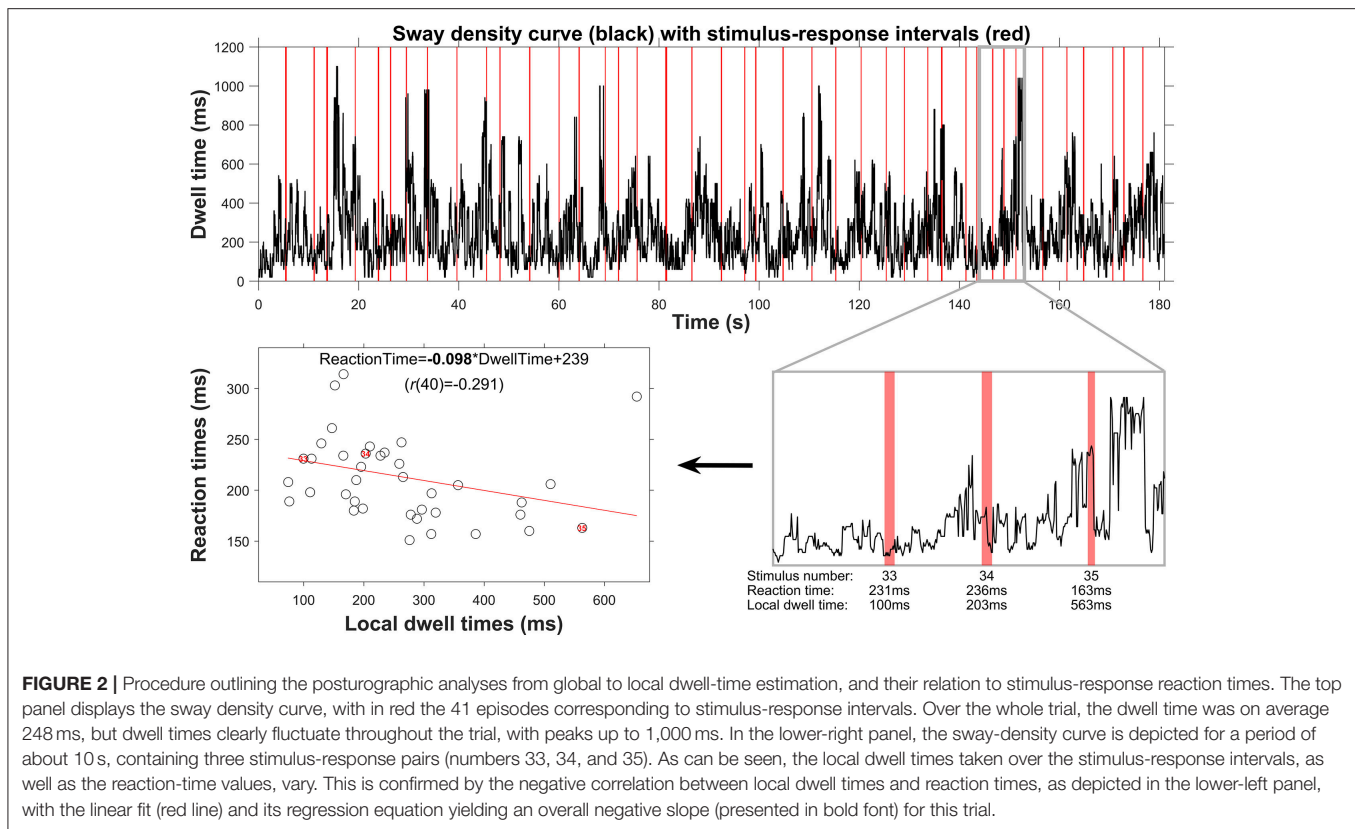 Sway density curve (black) with stimulus-response intervals (red)
1200
1000
800
600
400
200
0
Dwell time (ms)
0 20 40 60 80 100 120 140 160 180
Time (s)
ReactionTime=-0.098*DwellTime+239
(r(40)=-0.291)
300
250
200
150
Reaction times (ms)
33
34
35
100 200 300 400 500 600
Local dwell times (ms)
Stimulus number: 33 34 35
Reaction time: 231ms 236ms 163ms
Local dwell time: 100ms 203ms 563ms
FIGURE 2 | Procedure outlining the posturographic analyses from global to local dwell-time estimation, and their relation to stimulus-response reaction times. The top
panel displays the sway density curve, with in red the 41 episodes corresponding to stimulus-response intervals. Over the whole trial, the dwell time was on average
248 ms, but dwell times clearly fluctuate throughout the trial, with peaks up to 1,000 ms. In the lower-right panel, the sway-density curve is depicted for a period of
about 10 s, containing three stimulus-response pairs (numbers 33, 34, and 35). As can be seen, the local dwell times taken over the stimulus-response intervals, as
well as the reaction-time values, vary. This is confirmed by the negative correlation between local dwell times and reaction times, as depicted in the lower-left panel,
with the linear fit (red line) and its regression equation yielding an overall negative slope (presented in bold font) for this trial.